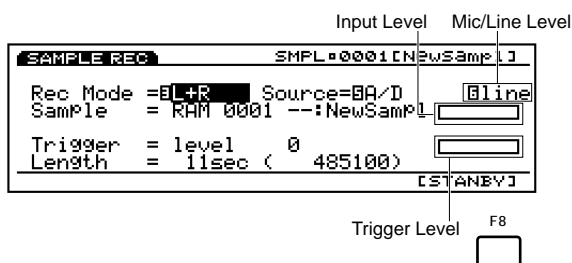 Input Level Mic/Line Level
SAMPLE REC SMPL:0001[NewSampl]
Rec Mode =L+R Source=A/D line
Sample = RAM 0001 --:NewSampl
Trigger = level 0
Length = 11sec ( 485100)
[STANBY]
Trigger Level F8